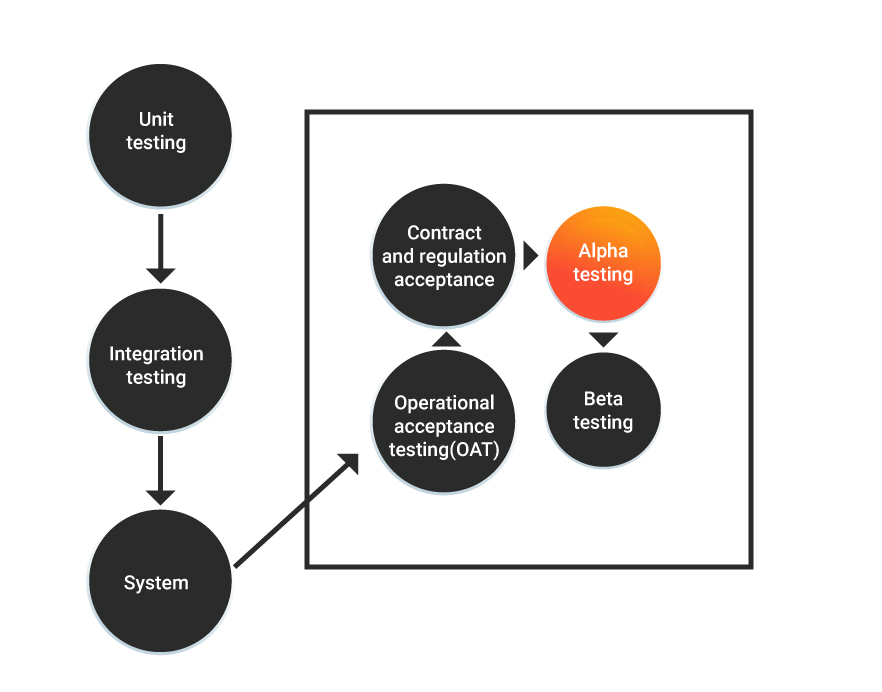 Unit
testing
Integration
testing
System
Contract
and regulation
acceptance
Alpha
testing
Operational
acceptance
testing(OAT)
Beta
testing